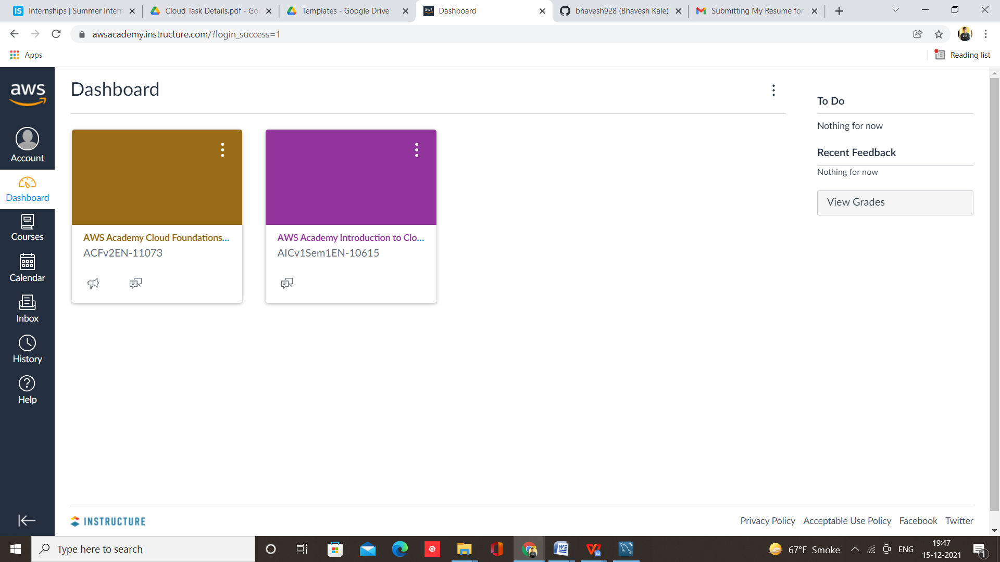 Internships | Summer Intern
Cloud Task Details.pdf - Goo
Templates - Google Drive
aws
Dashboard
bhavesh928 (Bhavesh Kale)
Submitting My Resume for
awsacademy.instructure.com/?login_success=1
Apps
Reading list
aws
Account
Dashboard
Courses
Calendar
Inbox
History
Help
Dashboard
AWS Academy Cloud Foundations...
ACFv2EN-11073
AWS Academy Introduction to Clo...
AICv1Sem1EN-10615
To Do
Nothing for now
Recent Feedback
Nothing for now
View Grades
INSTRUCTURE
Privacy Policy Acceptable Use Policy Facebook Twitter
Type here to search
67°F Smoke
ENG
19:47
15-12-2021
1